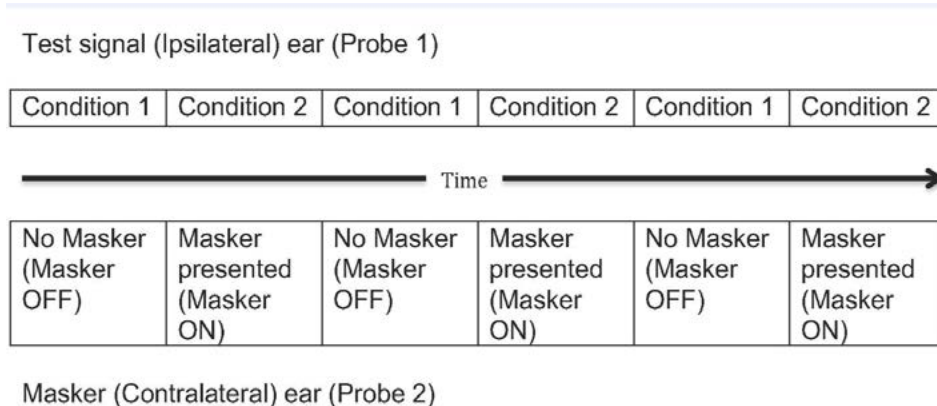 Test signal (Ipsilateral) ear (Probe 1)
Condition 1 Condition 2 Condition 1 Condition 2 Condition 1 Condition 2
Time
No Masker Masker No Masker Masker No Masker Masker
(Masker presented (Masker presented (Masker presented
OFF) (Masker OFF) (Masker OFF) (Masker
ON) ON) ON)
Masker (Contralateral) ear (Probe 2)